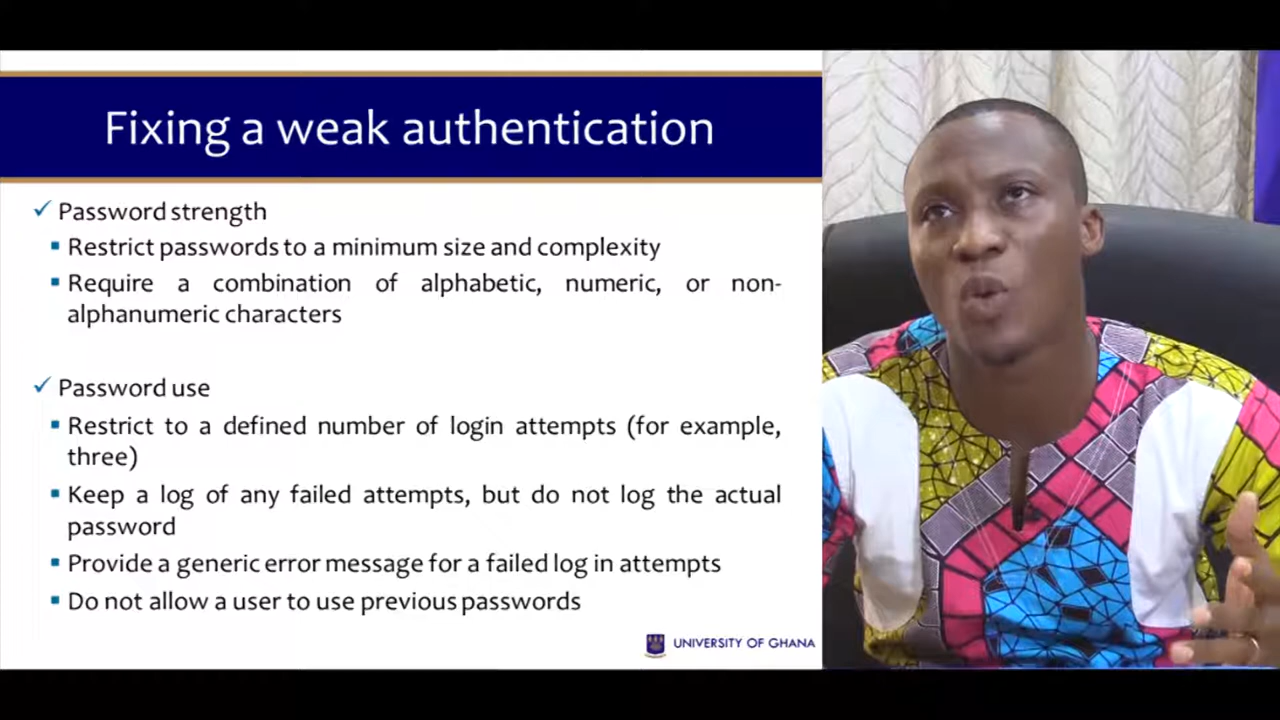 Fixing a weak authentication
✓ Password strength
▪ Restrict passwords to a minimum size and complexity
▪ Require a combination of alphabetic, numeric, or non-
alphanumeric characters
✓ Password use
▪ Restrict to a defined number of login attempts (for example,
three)
▪ Keep a log of any failed attempts, but do not log the actual
password
▪ Provide a generic error message for a failed log in attempts
▪ Do not allow a user to use previous passwords
UNIVERSITY OF GHANA